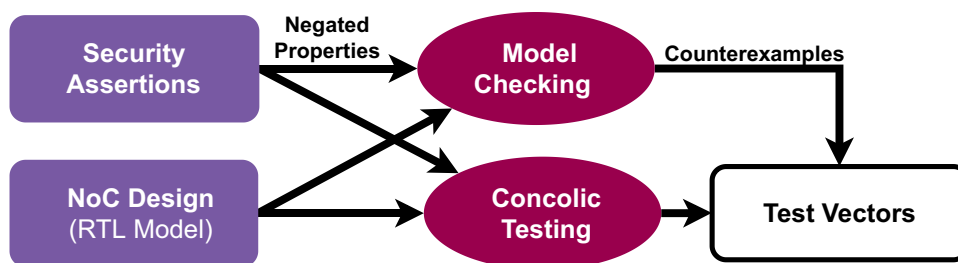 Security
Assertions
Negated
Properties
Model
Checking
Counterexamples
NoC Design
(RTL Model)
Concolic
Testing
Test Vectors